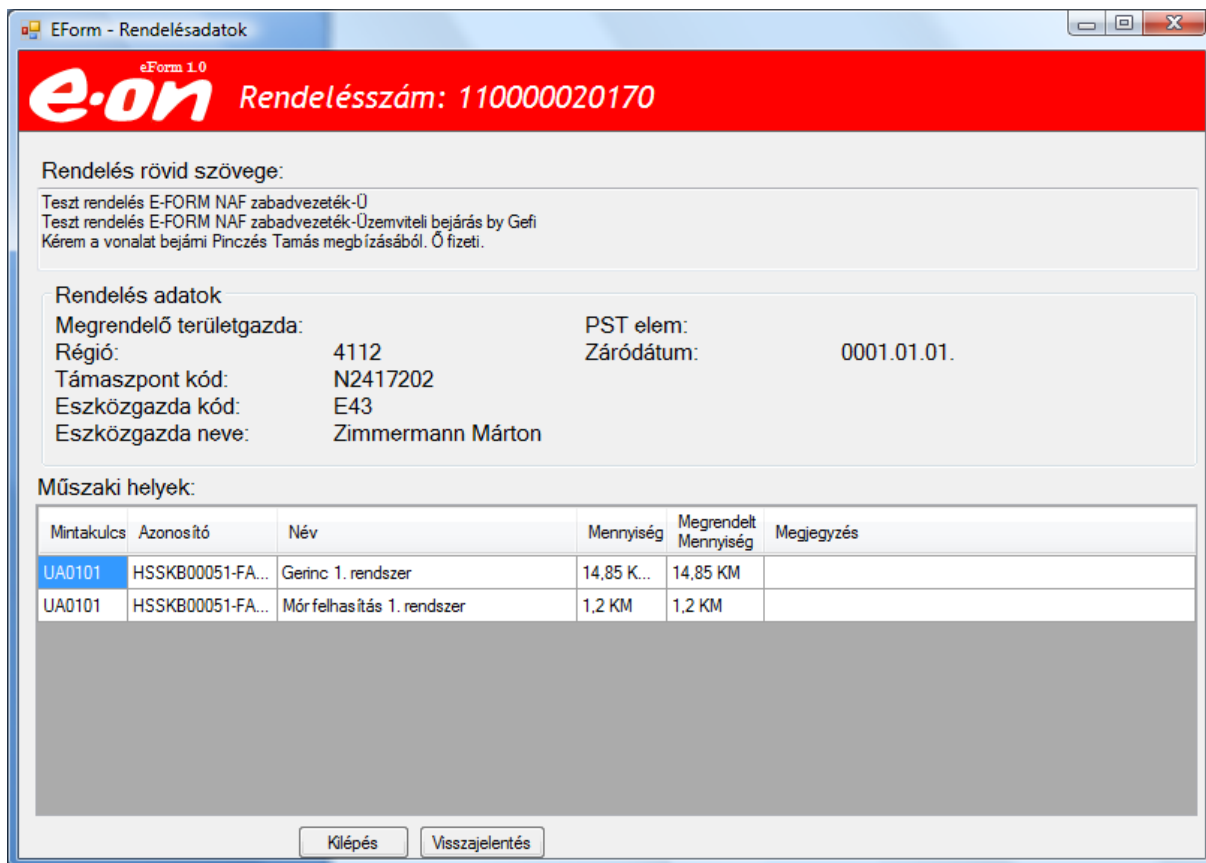 EForm - Rendelésadatok
eForm 1.0
e·on Rendelésszám: 110000020170
Rendelés rövid szövege:
Teszt rendelés E-FORM NAF zabadvezeték-Ü
Teszt rendelés E-FORM NAF zabadvezeték-Üzemviteli bejárás by Gefi
Kérem a vonalat bejárni Pinczés Tamás megbízásából. Ő fizeti.
Rendelés adatok
Megrendelő területgazda: PST elem:
Régió: 4112 Záródátum: 0001.01.01.
Támaszpont kód: N2417202
Eszközgazda kód: E43
Eszközgazda neve: Zimmermann Márton
Műszaki helyek:
Mintakulcs Azonosító Név Mennyiség Megrendelt Mennyiség Megjegyzés
UA0101 HSSKB00051-FA... Gerinc 1. rendszer 14,85 K... 14,85 KM
UA0101 HSSKB00051-FA... Mór felhasítás 1. rendszer 1,2 KM 1,2 KM
Kilépés Visszajelentés